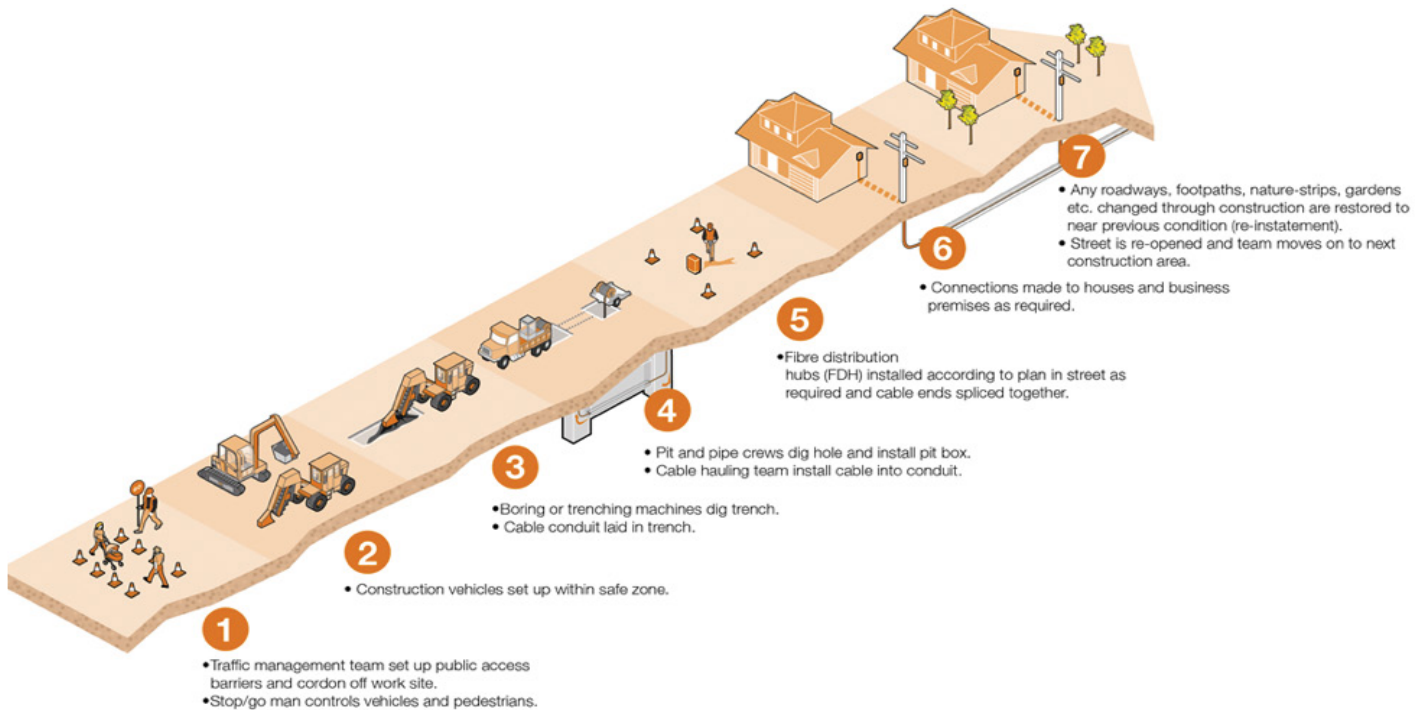 1
•Traffic management team set up public access
barriers and cordon off work site.
•Stop/go man controls vehicles and pedestrians.
2
• Construction vehicles set up within safe zone.
3
•Boring or trenching machines dig trench.
• Cable conduit laid in trench.
4
• Pit and pipe crews dig hole and install pit box.
• Cable hauling team install cable into conduit.
5
•Fibre distribution
hubs (FDH) installed according to plan in street as
required and cable ends spliced together.
6
• Connections made to houses and business
premises as required.
7
• Any roadways, footpaths, nature-strips, gardens
etc. changed through construction are restored to
near previous condition (re-instatement).
• Street is re-opened and team moves on to next
construction area.